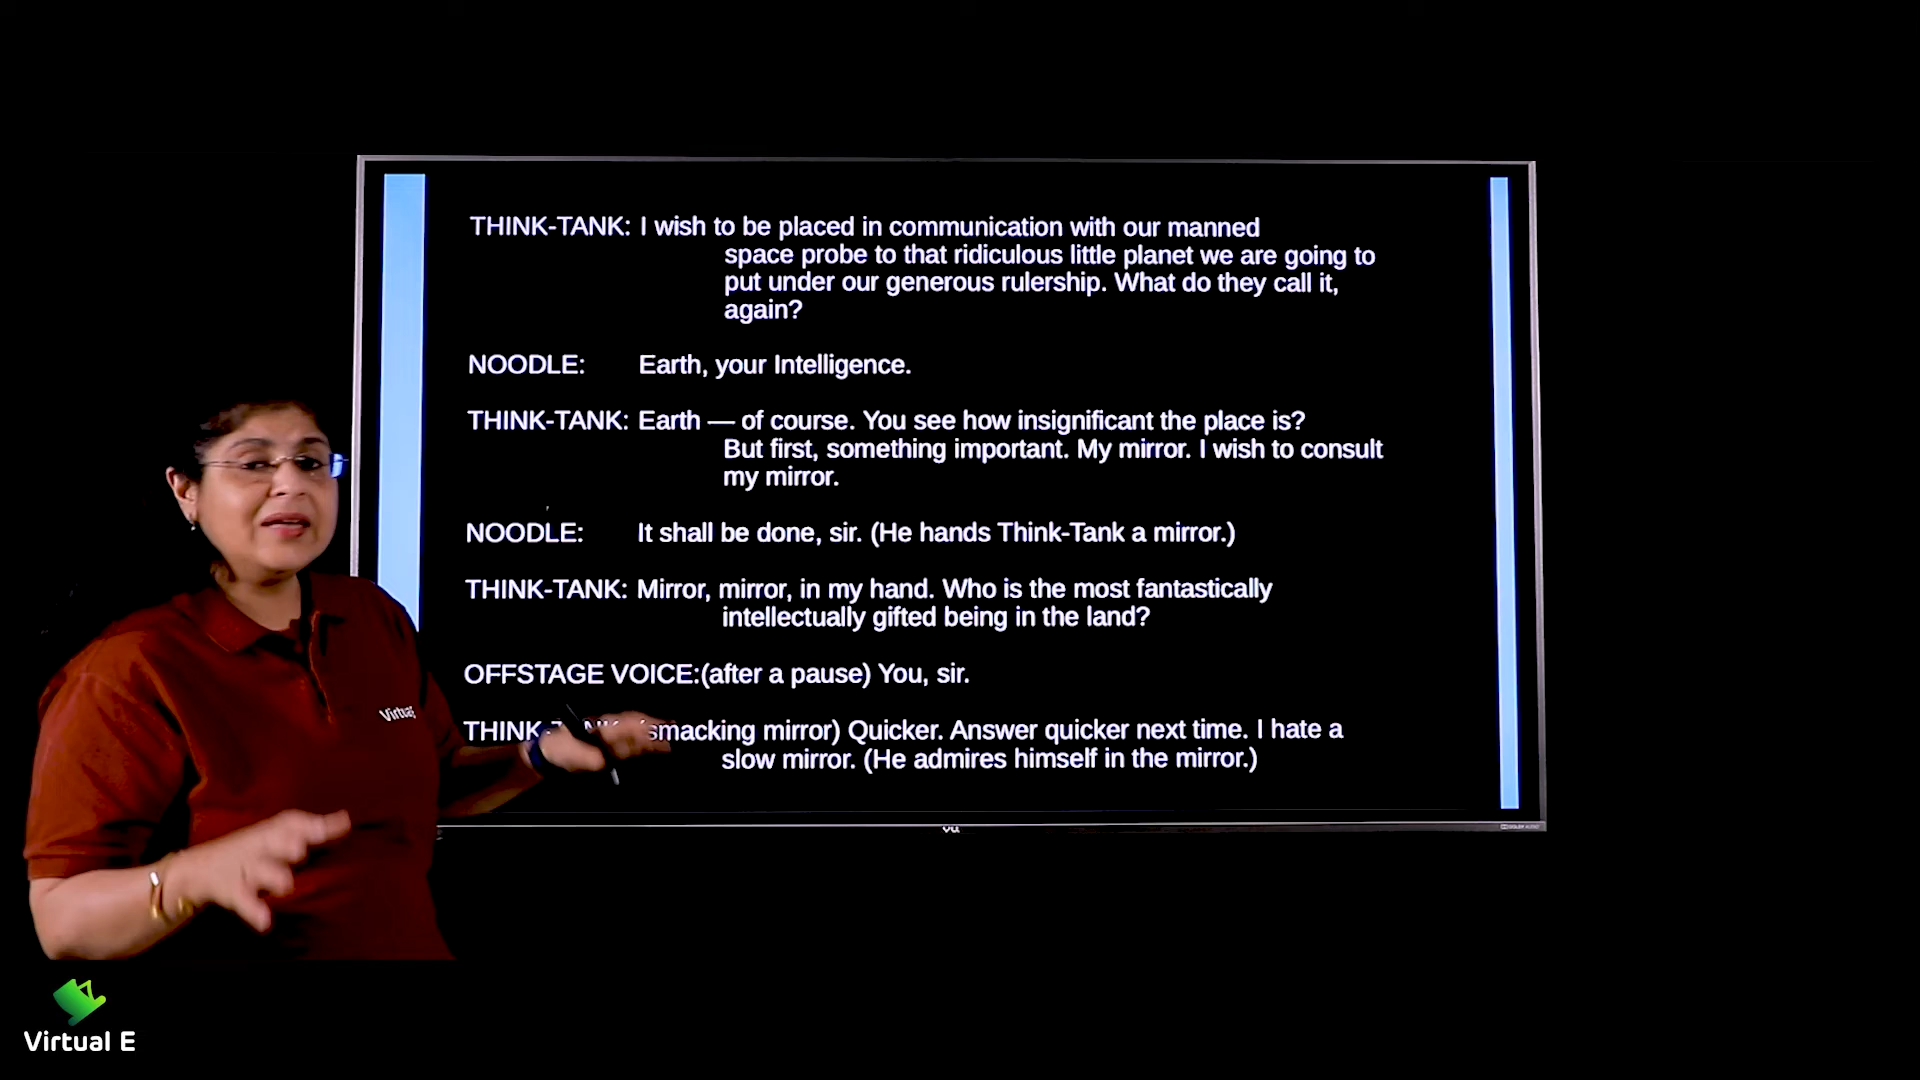 THINK-TANK: I wish to be placed in communication with our manned
space probe to that ridiculous little planet we are going to
put under our generous rulership. What do they call it,
again?
NOODLE: Earth, your Intelligence.
THINK-TANK: Earth — of course. You see how insignificant the place is?
But first, something important. My mirror. I wish to consult
my mirror.
NOODLE: It shall be done, sir. (He hands Think-Tank a mirror.)
THINK-TANK: Mirror, mirror, in my hand. Who is the most fantastically
intellectually gifted being in the land?
OFFSTAGE VOICE:(after a pause) You, sir.
THINK-TANK: (smacking mirror) Quicker. Answer quicker next time. I hate a
slow mirror. (He admires himself in the mirror.)
VirtualE
Virtual E